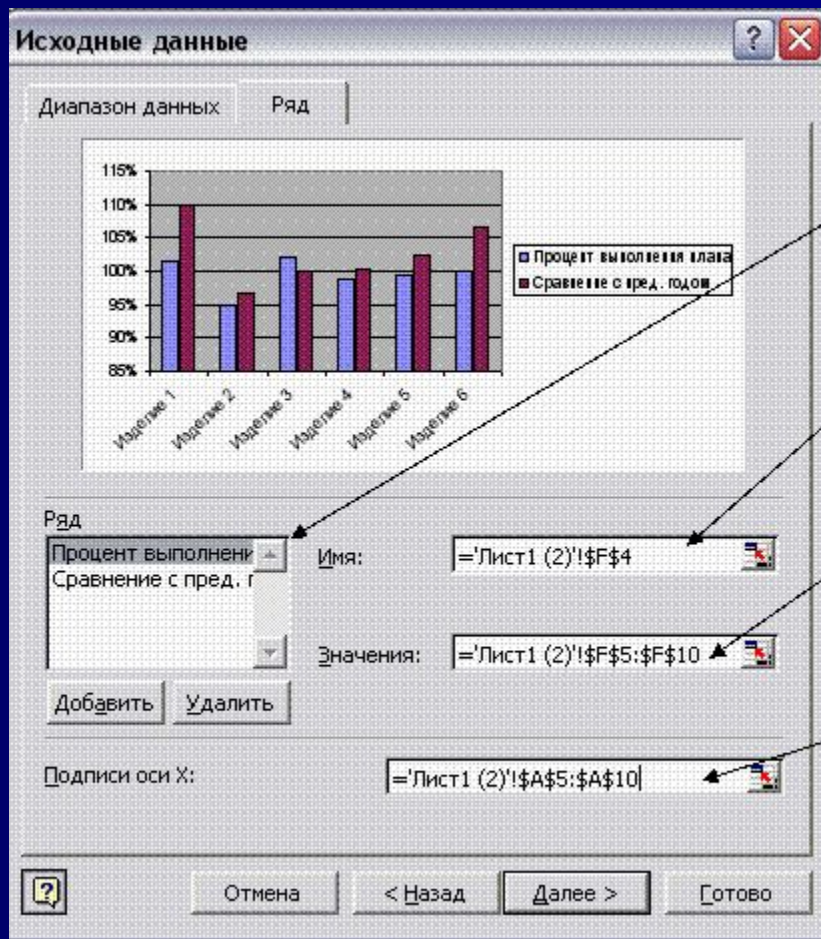 Исходные данные
Диапазон данных
Ряд
115%
110%
105%
100%
95%
90%
85%
Изделие 1
Изделие 2
Изделие 3
Изделие 4
Изделие 5
Изделие 6
Процент выполнения плана
Сравнение с пред. годом
Ряд
Процент выполнени
Сравнение с пред. г
Имя:
='Лист1 (2)'!$F$4
Значения:
='Лист1 (2)'!$F$5:$F$10
Добавить
Удалить
Подписи оси X:
='Лист1 (2)'!$A$5:$A$10
Отмена
< Назад
Далее >
Готово